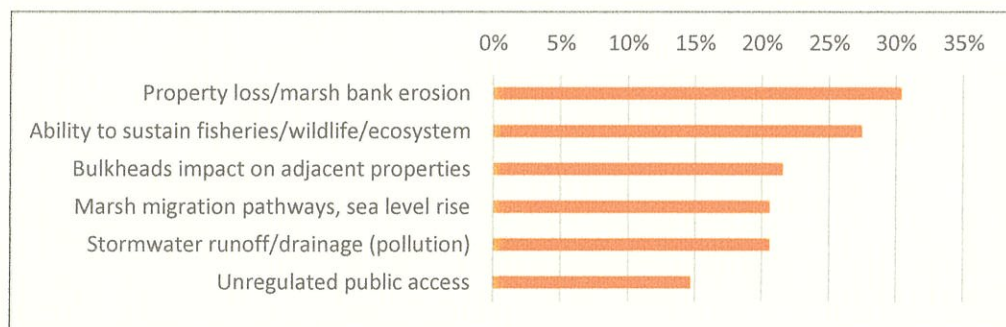 0% 5% 10% 15% 20% 25% 30% 35%
Property loss/marsh bank erosion
Ability to sustain fisheries/wildlife/ecosystem
Bulkheads impact on adjacent properties
Marsh migration pathways, sea level rise
Stormwater runoff/drainage (pollution)
Unregulated public access